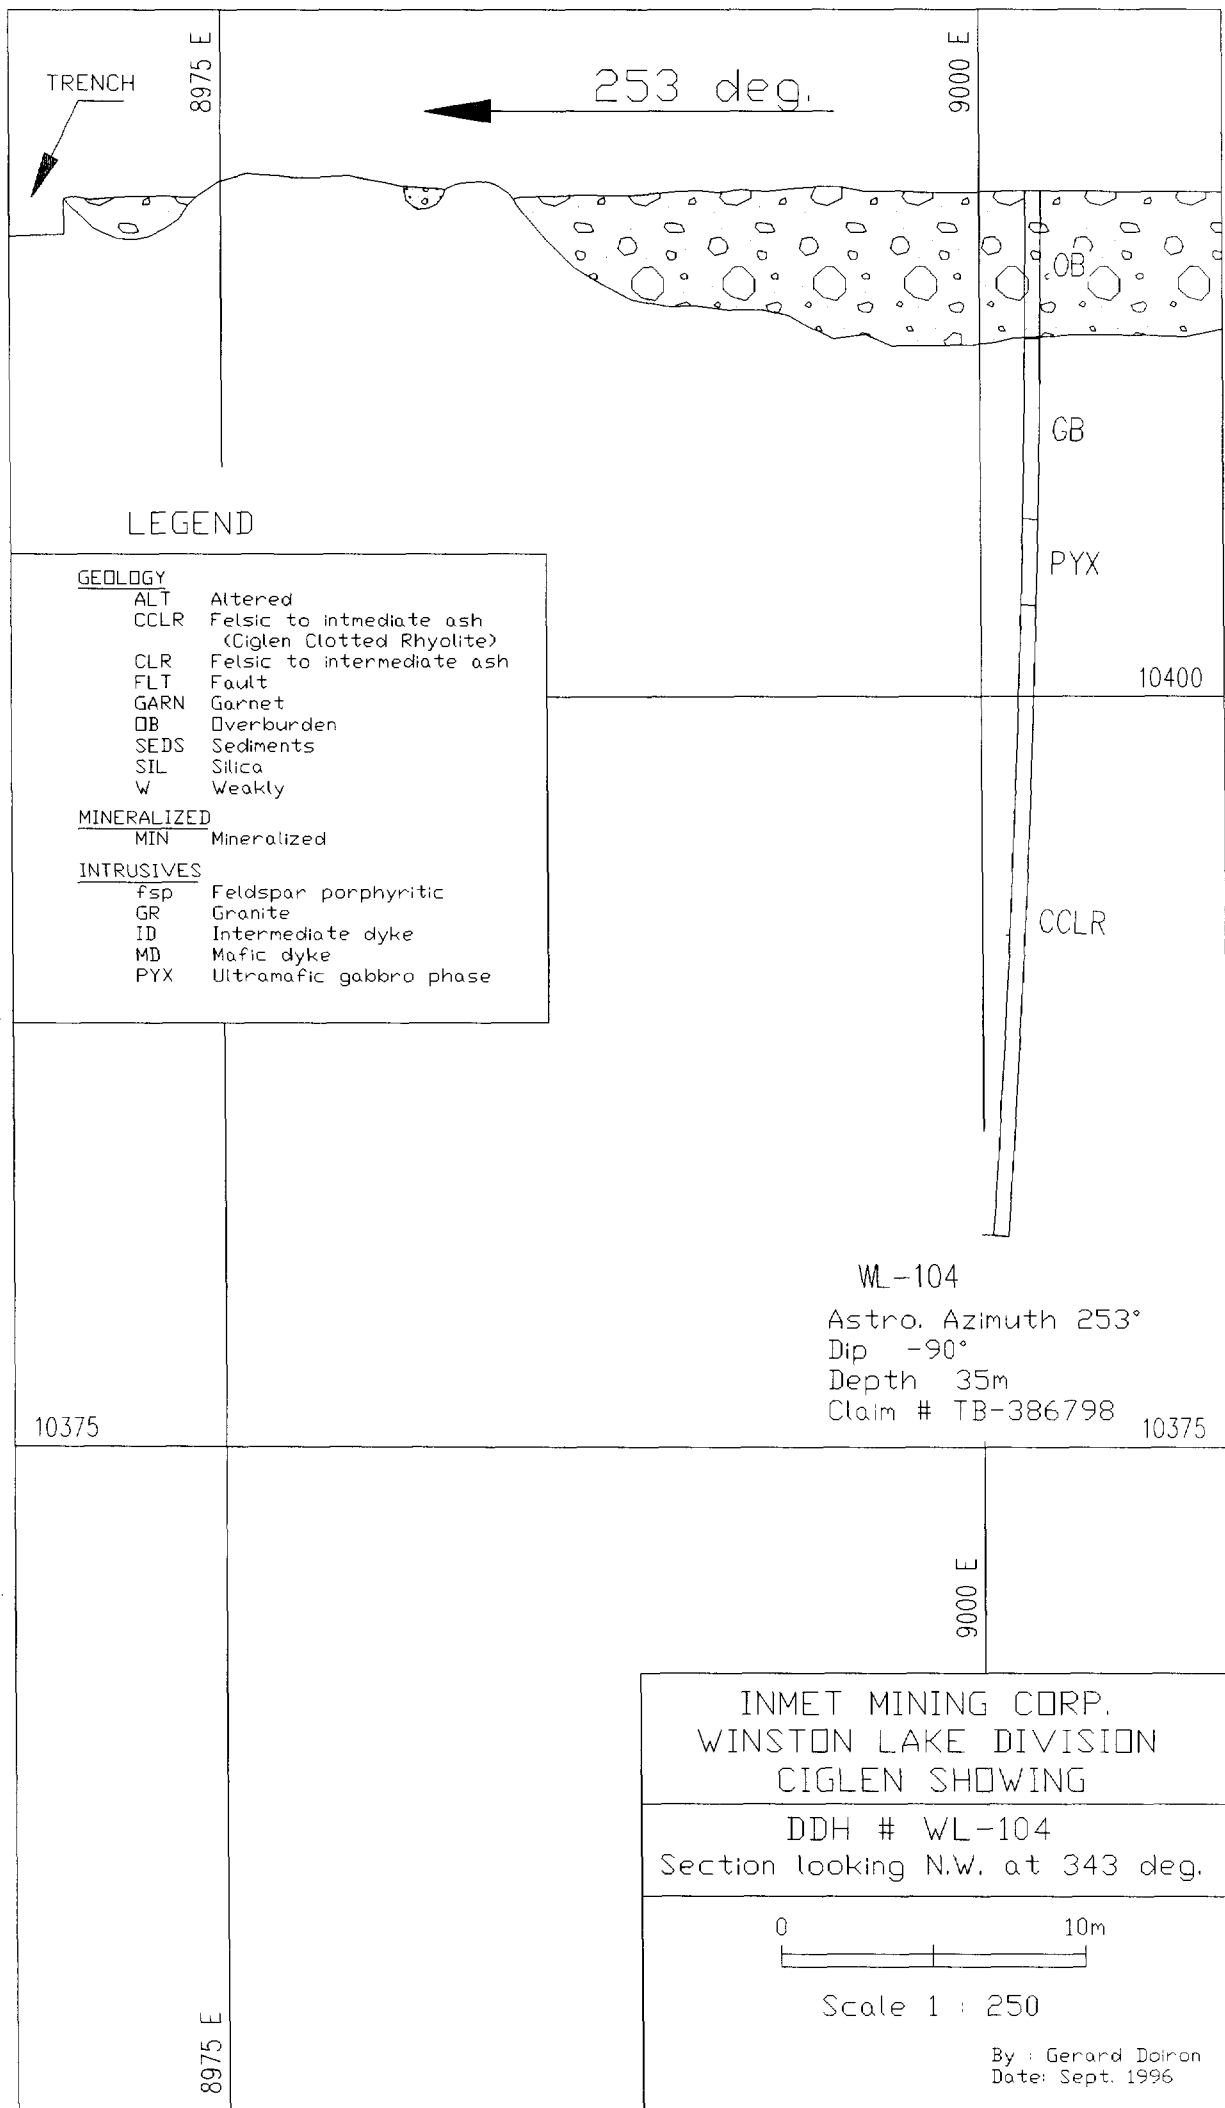 TRENCH
8975 E
253 deg.
9000 E
OB
GB
PYX
LEGEND
GEOLOGY
ALT Altered
CCLR Felsic to intmediate ash
(Ciglen Clotted Rhyolite)
CLR Felsic to intermediate ash
FLT Fault
GARN Garnet
OB Overburden
SEDS Sediments
SIL Silica
W Weakly
MINERALIZED
MIN Mineralized
INTRUSIVES
fsp Feldspar porphyritic
GR Granite
ID Intermediate dyke
MD Mafic dyke
PYX Ultramafic gabbro phase
10400
CCLR
WL-104
Astro. Azimuth 253°
Dip -90°
Depth 35m
Claim # TB-386798
10375
10375
9000 E
INMET MINING CORP.
WINSTON LAKE DIVISION
CIGLEN SHOWING
DDH # WL-104
Section looking N.W. at 343 deg.
0 10m
Scale 1 : 250
8975 E
By : Gerard Doiron
Date: Sept. 1996